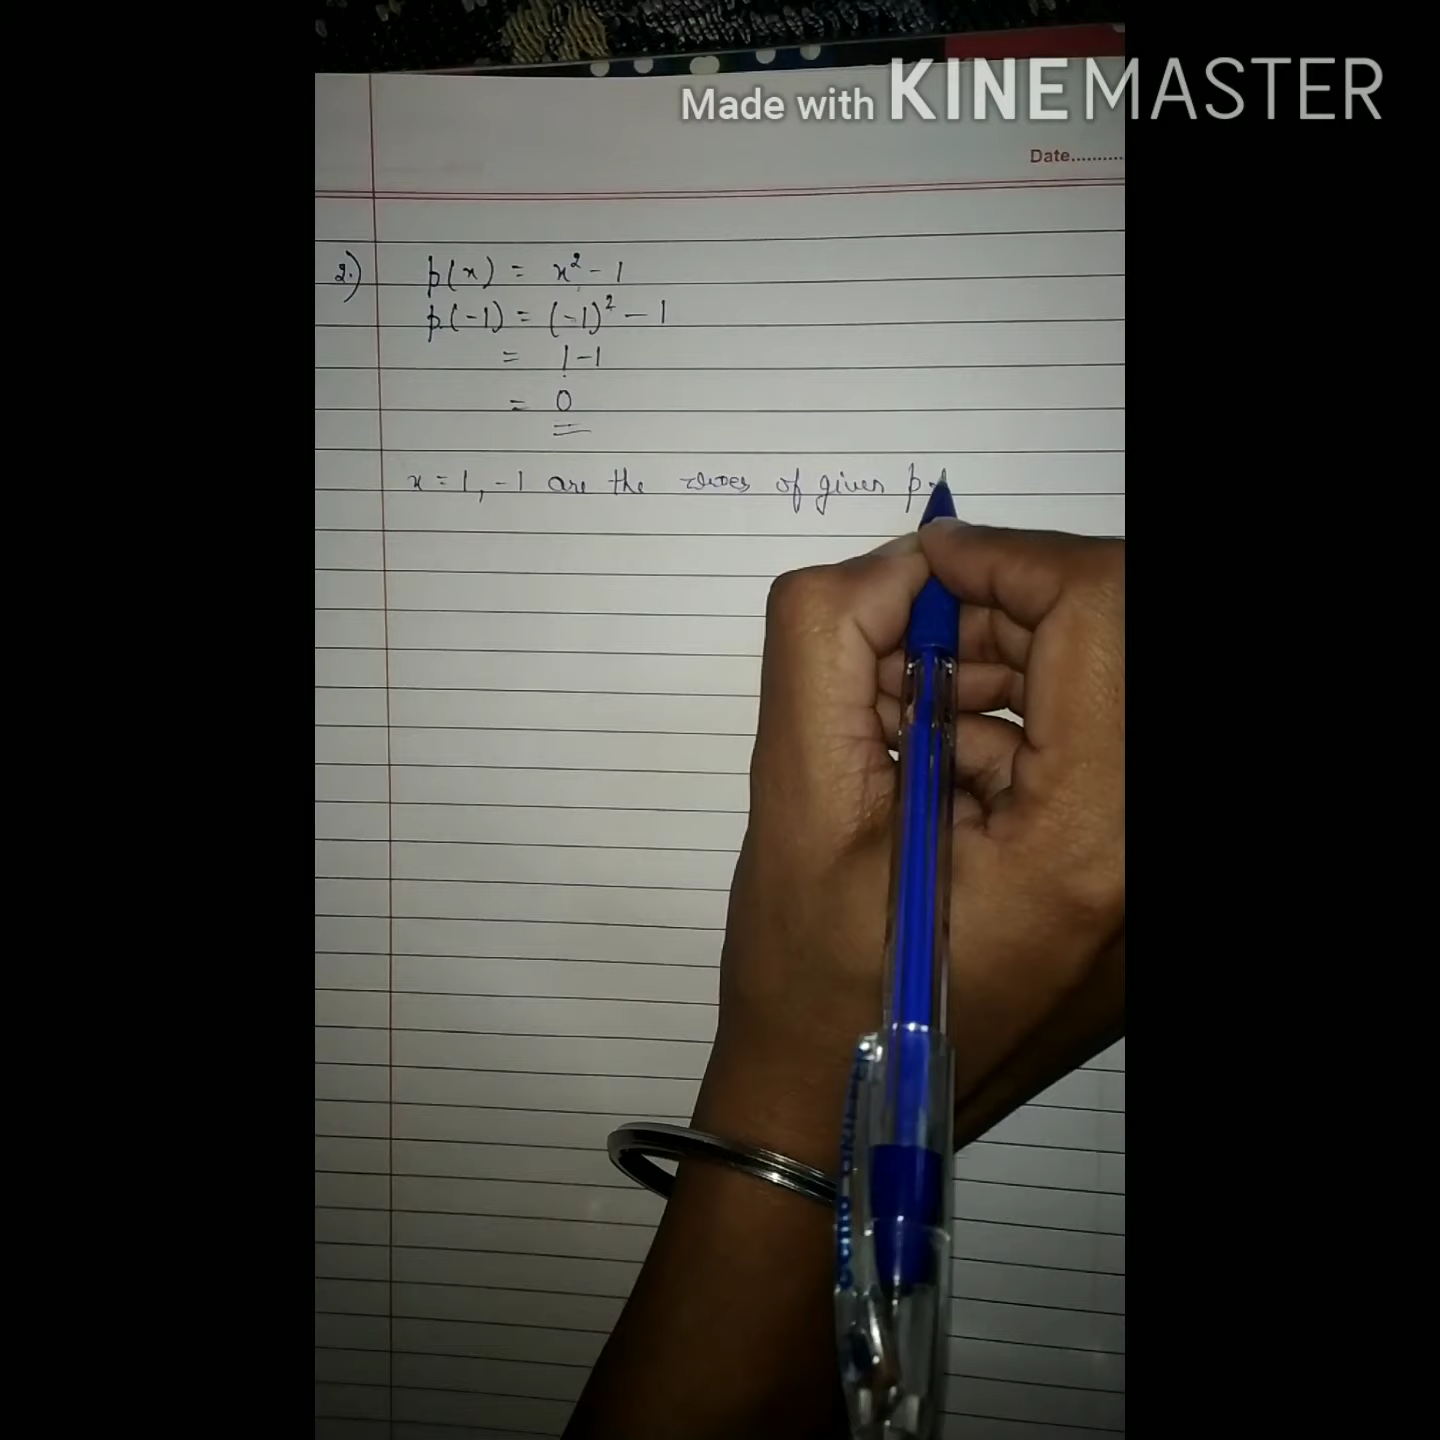 Made with KINEMASTER
Date..........
2.) p(x) = x² - 1
p(-1) = (-1)² - 1
= 1 - 1
= 0
x = 1, -1 are the zeroes of given